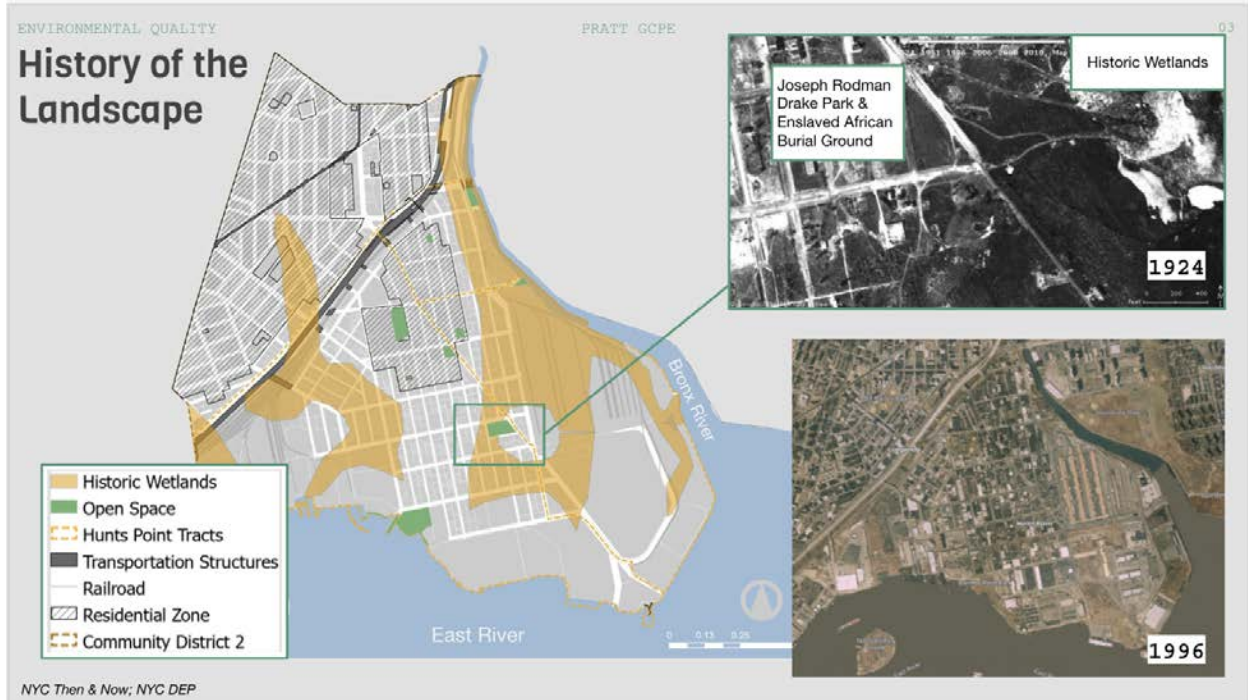 ENVIRONMENTAL QUALITY
PRATT GCPE
03
History of the
Landscape
Joseph Rodman
Drake Park &
Enslaved African
Burial Ground
Historic Wetlands
1924
Bronx River
East River
0 0.13 0.25
Historic Wetlands
Open Space
Hunts Point Tracts
Transportation Structures
Railroad
Residential Zone
Community District 2
1996
NYC Then & Now; NYC DEP